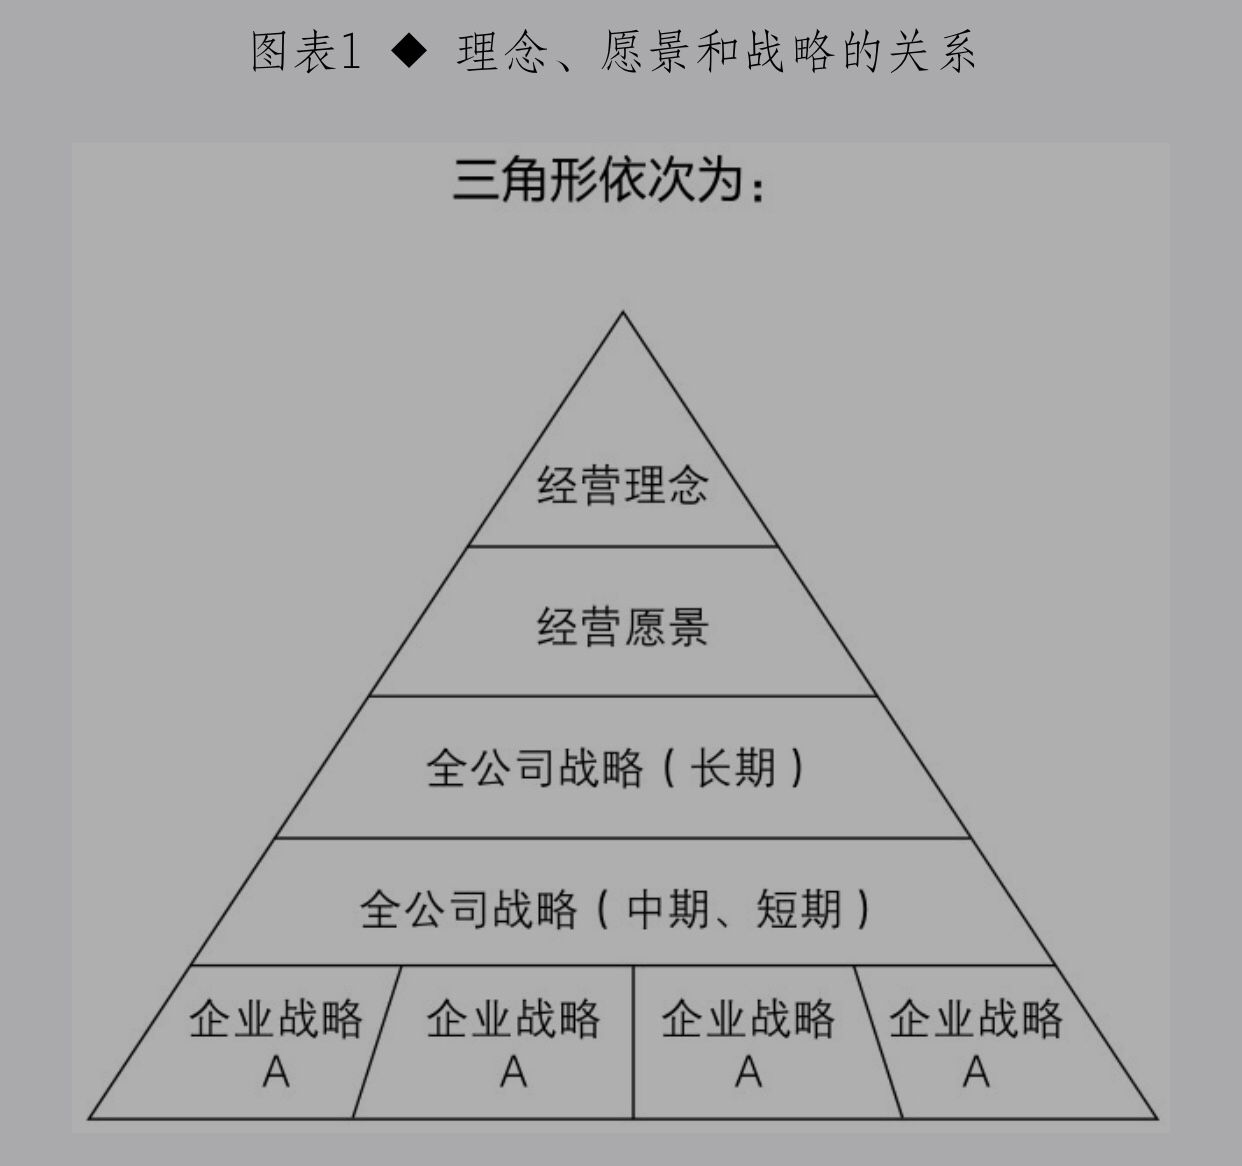 图表1 ◆ 理念、愿景和战略的关系
三角形依次为：
经营理念
经营愿景
全公司战略（长期）
全公司战略（中期、短期）
企业战略 企业战略 企业战略 企业战略
A A A A